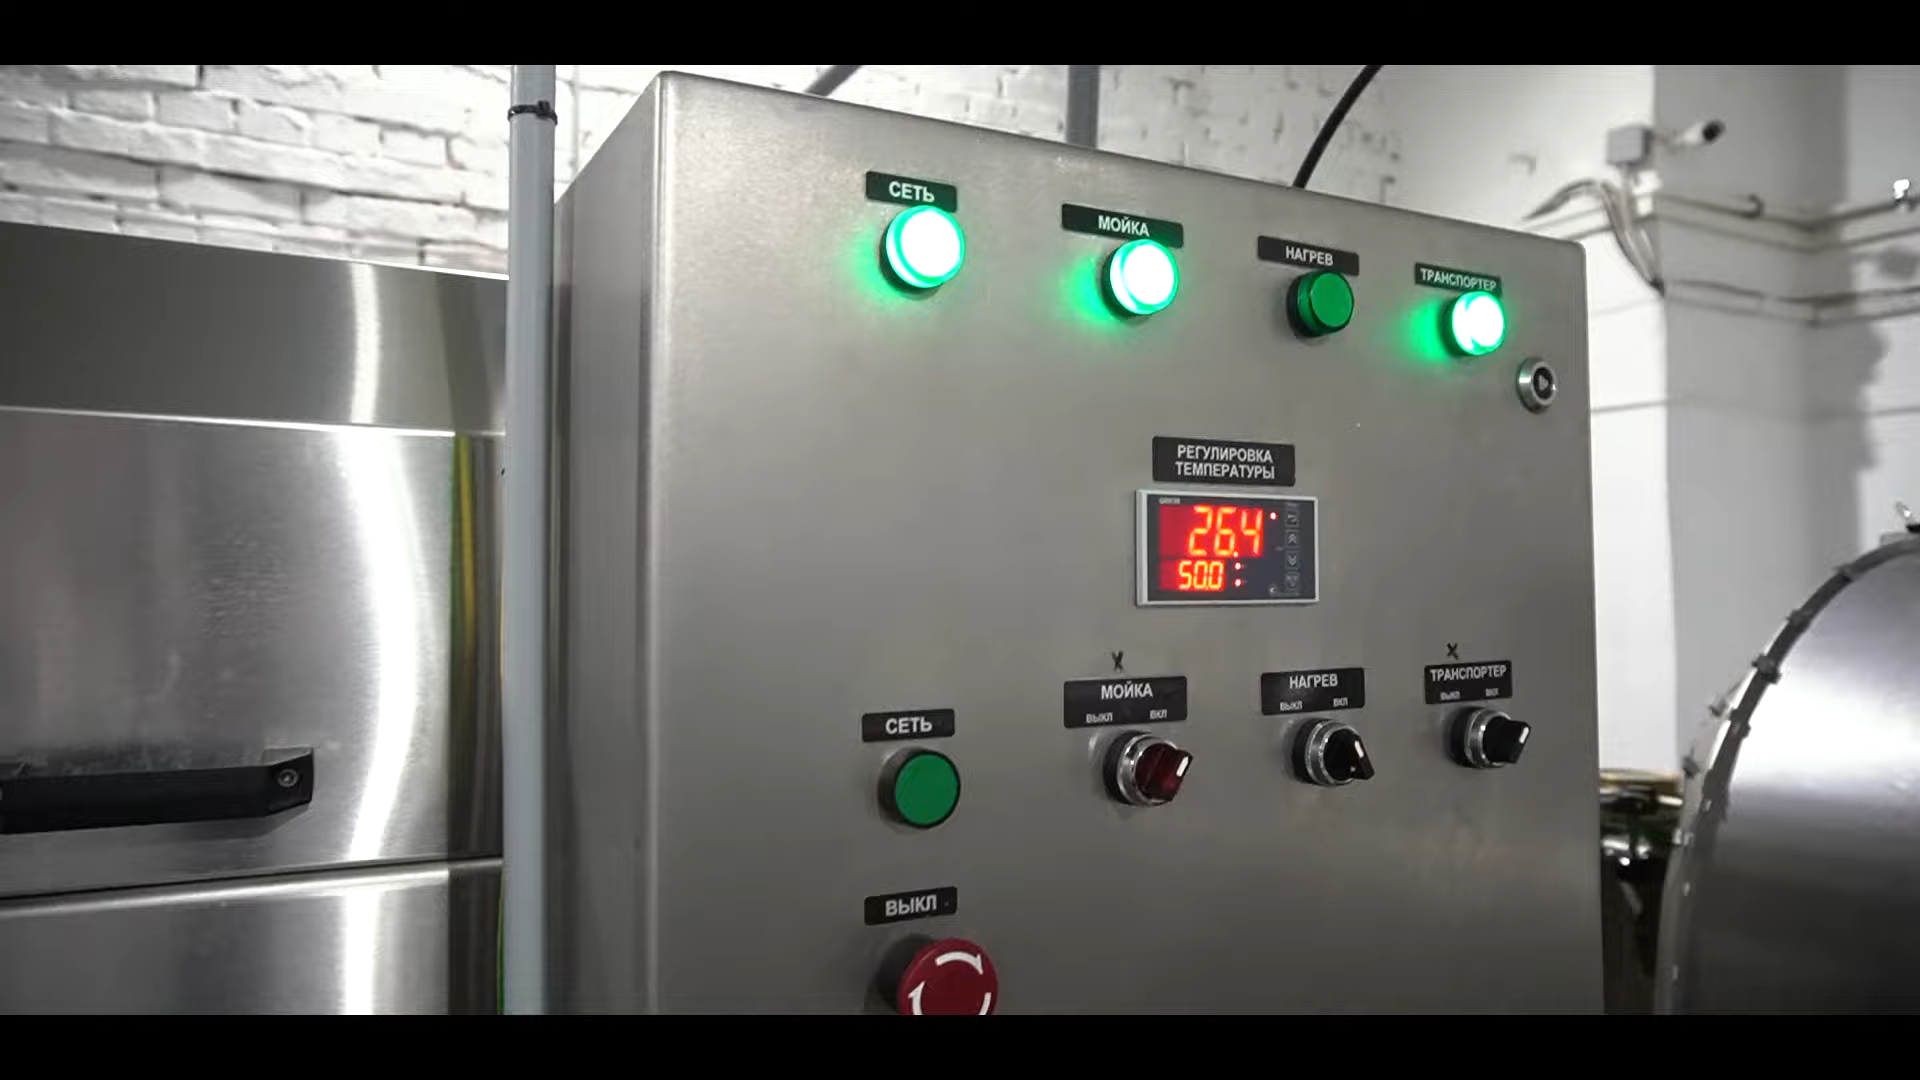 СЕТЬ
МОЙКА
НАГРЕВ
ТРАНСПОРТЕР
РЕГУЛИРОВКА
ТЕМПЕРАТУРЫ
26.4
50.0
МОЙКА
ВЫКЛ ВКЛ
НАГРЕВ
ВЫКЛ ВКЛ
ТРАНСПОРТЕР
ВЫКЛ ВКЛ
СЕТЬ
ВЫКЛ